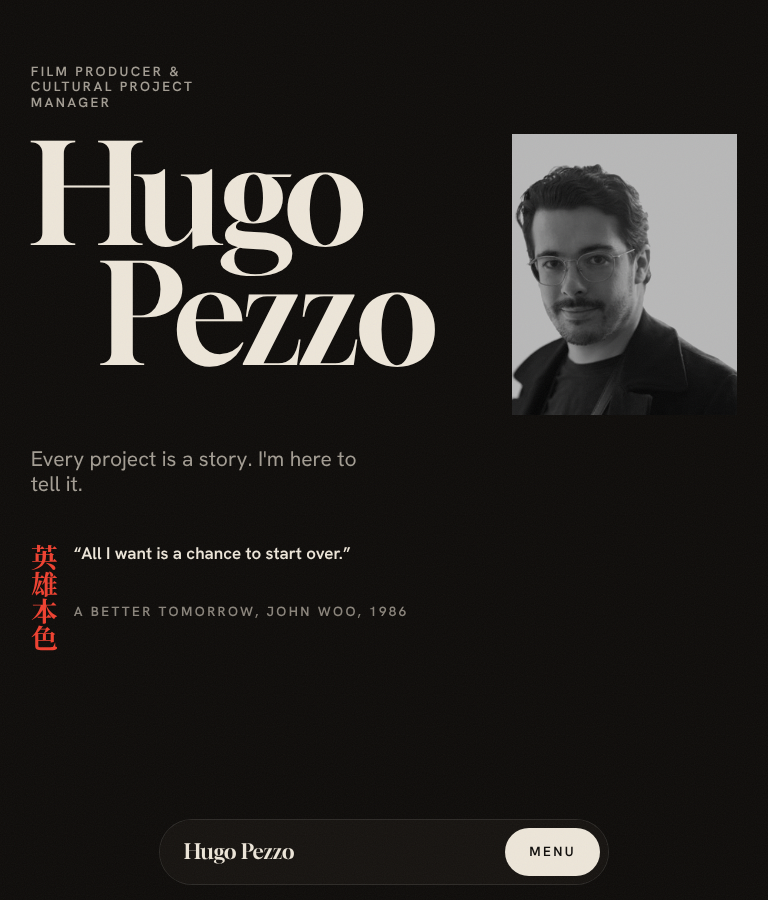 FILM PRODUCER &
CULTURAL PROJECT
MANAGER
Hugo
Pezzo
Every project is a story. I'm here to
tell it.
英雄本色
“All I want is a chance to start over.”
A BETTER TOMORROW, JOHN WOO, 1986
Hugo Pezzo
MENU